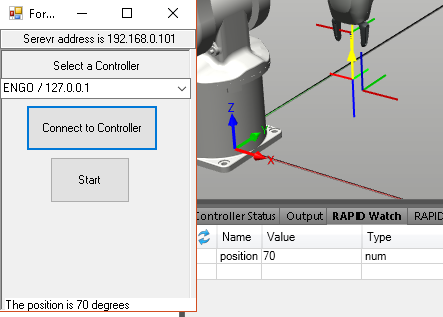 For...
Serevr address is 192.168.0.101
Select a Controller
ENGO / 127.0.0.1
Connect to Controller
Start
The position is 70 degrees
Z
Y
X
Controller Status Output RAPID Watch RAPID
Name Value Type
position 70 num